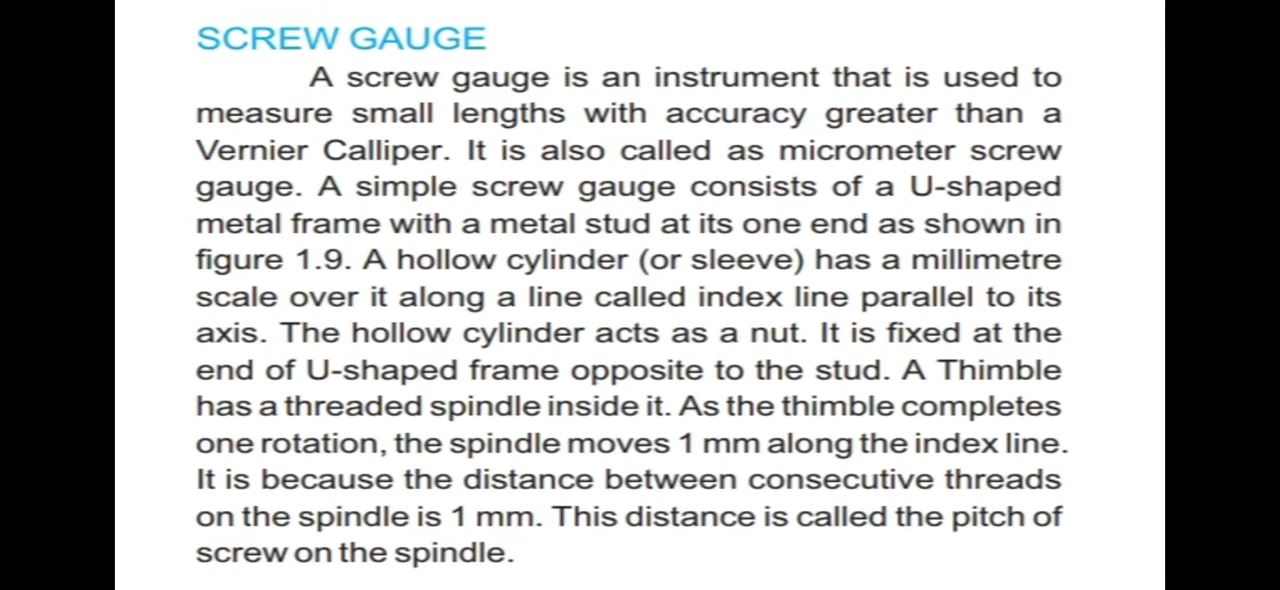 SCREW GAUGE
A screw gauge is an instrument that is used to
measure small lengths with accuracy greater than a
Vernier Calliper. It is also called as micrometer screw
gauge. A simple screw gauge consists of a U-shaped
metal frame with a metal stud at its one end as shown in
figure 1.9. A hollow cylinder (or sleeve) has a millimetre
scale over it along a line called index line parallel to its
axis. The hollow cylinder acts as a nut. It is fixed at the
end of U-shaped frame opposite to the stud. A Thimble
has a threaded spindle inside it. As the thimble completes
one rotation, the spindle moves 1 mm along the index line.
It is because the distance between consecutive threads
on the spindle is 1 mm. This distance is called the pitch of
screw on the spindle.